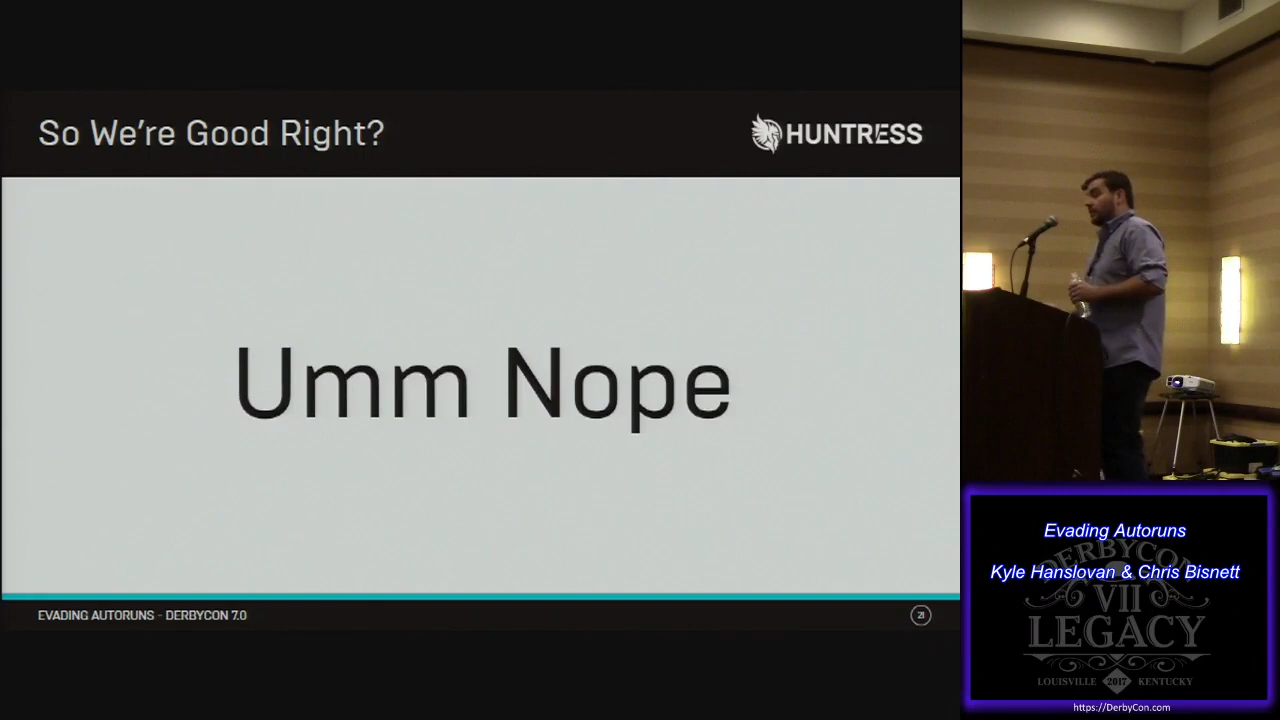 So We're Good Right?
HUNTRESS
Umm Nope
EVADING AUTORUNS - DERBYCON 7.0
21
Evading Autoruns
Kyle Hanslovan & Chris Bisnett
DERBYCON
VII
LEGACY
LOUISVILLE 2017 KENTUCKY
https://DerbyCon.com